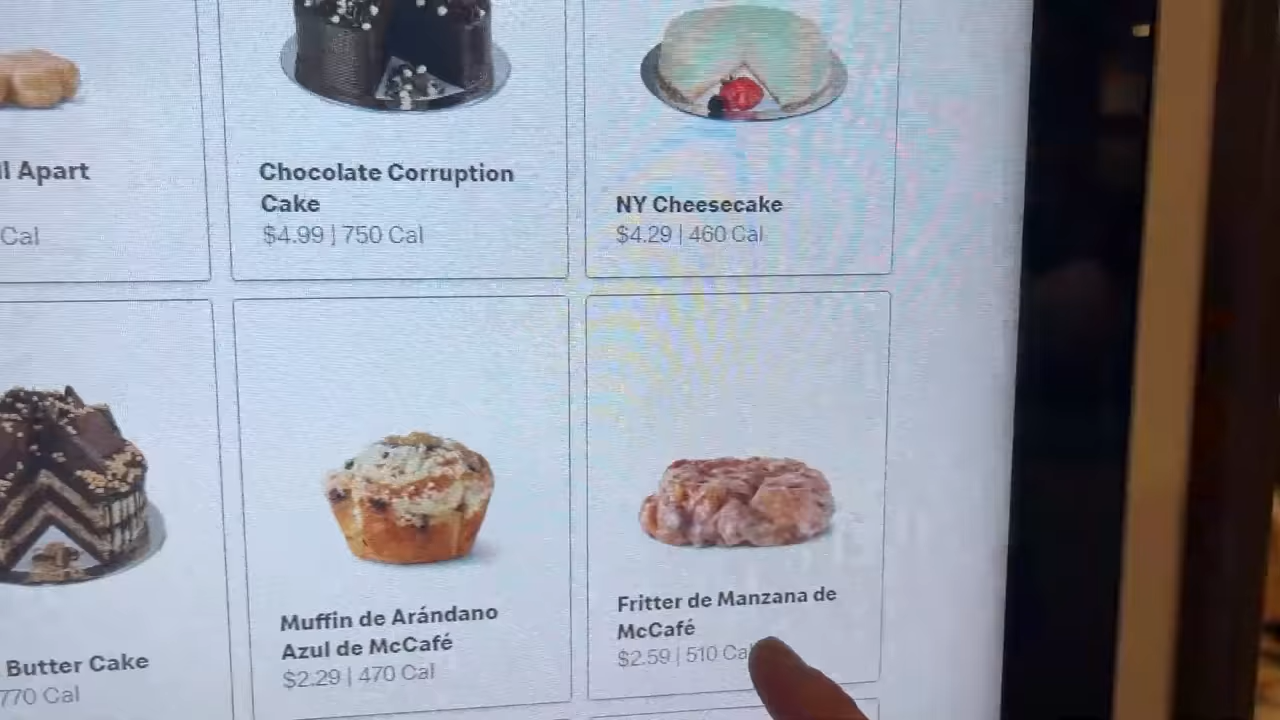 ll Apart
Cal
Chocolate Corruption
Cake
$4.99 | 750 Cal
NY Cheesecake
$4.29 | 460 Cal
Butter Cake
770 Cal
Muffin de Arándano
Azul de McCafé
$2.29 | 470 Cal
Fritter de Manzana de
McCafé
$2.59 | 510 Cal